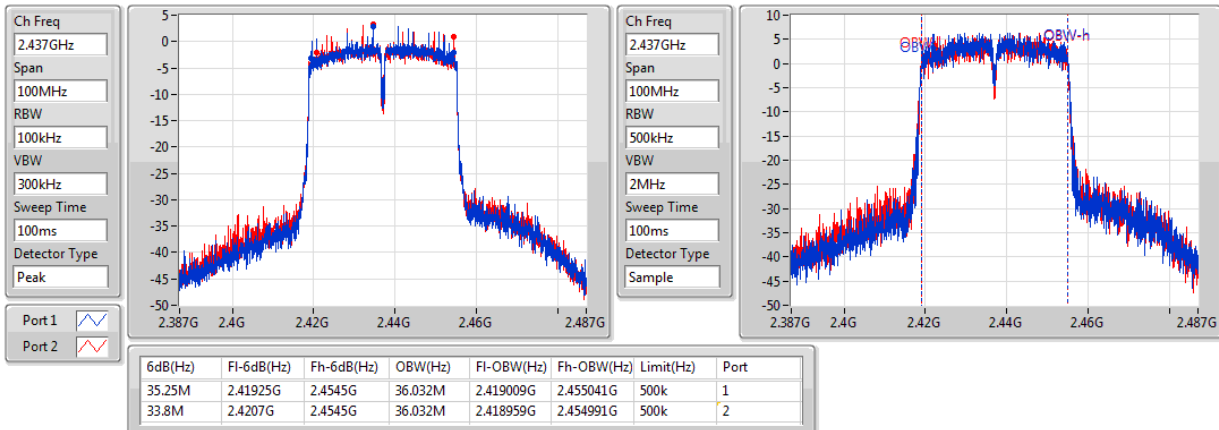 Ch Freq
2.437GHz
Span
100MHz
RBW
100kHz
VBW
300kHz
Sweep Time
100ms
Detector Type
Peak
Port 1
Port 2
5
0
-5
-10
-15
-20
-25
-30
-35
-40
-45
-50
2.387G 2.4G 2.42G 2.44G 2.46G 2.487G
Ch Freq
2.437GHz
Span
100MHz
RBW
500kHz
VBW
2MHz
Sweep Time
100ms
Detector Type
Sample
10
5
0
-5
-10
-15
-20
-25
-30
-35
-40
-45
-50
OBW-h
2.387G 2.4G 2.42G 2.44G 2.46G 2.487G
6dB(Hz) Fl-6dB(Hz) Fh-6dB(Hz) OBW(Hz) Fl-OBW(Hz) Fh-OBW(Hz) Limit(Hz) Port
35.25M 2.41925G 2.4545G 36.032M 2.419009G 2.455041G 500k 1
33.8M 2.4207G 2.4545G 36.032M 2.418959G 2.454991G 500k 2